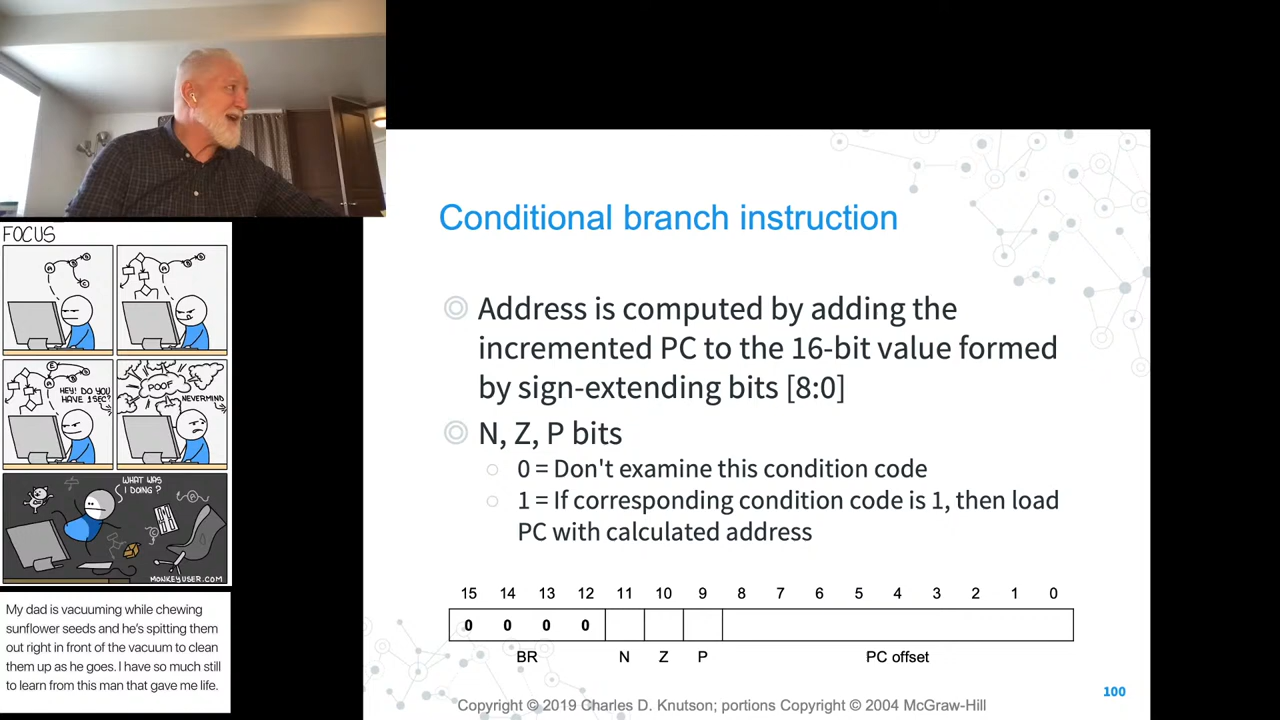 FOCUS
HEY! DO YOU
HAVE 1 SEC?
POOF
NEVERMIND
WHAT WAS
I DOING?
MONKEYUSER.COM
My dad is vacuuming while chewing
sunflower seeds and he's spitting them
out right in front of the vacuum to clean
them up as he goes. I have so much still
to learn from this man that gave me life.
Conditional branch instruction
Address is computed by adding the
incremented PC to the 16-bit value formed
by sign-extending bits [8:0]
N, Z, P bits
0 = Don't examine this condition code
1 = If corresponding condition code is 1, then load
PC with calculated address
15 14 13 12 11 10 9 8 7 6 5 4 3 2 1 0
0 0 0 0
BR N Z P PC offset
100
Copyright © 2019 Charles D. Knutson; portions Copyright © 2004 McGraw-Hill